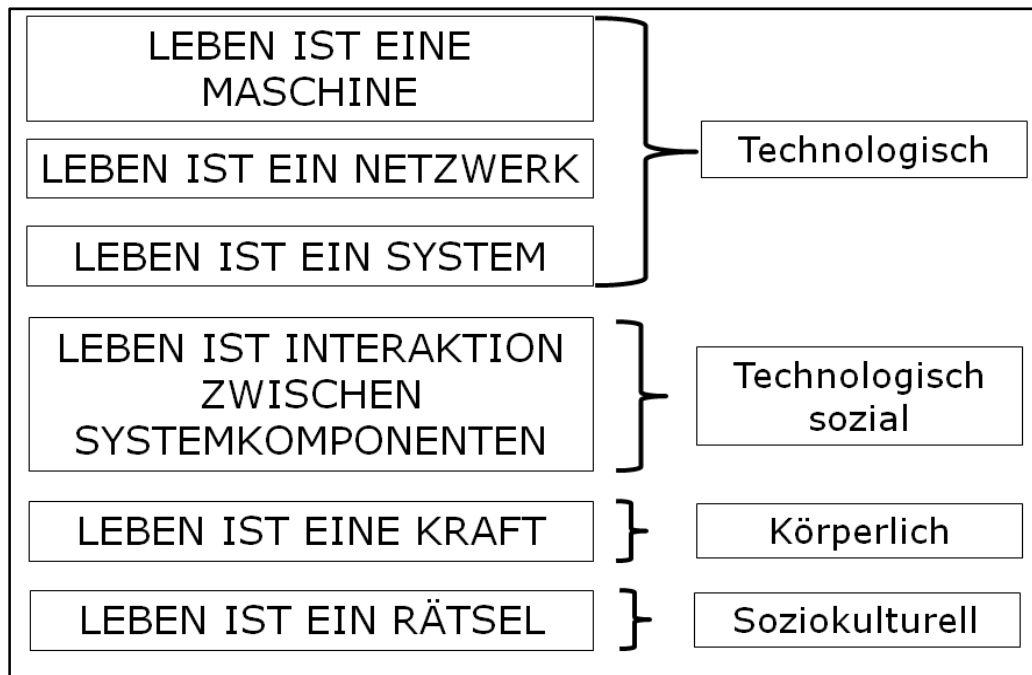 LEBEN IST EINE
MASCHINE
LEBEN IST EIN NETZWERK
LEBEN IST EIN SYSTEM
Technologisch
LEBEN IST INTERAKTION
ZWISCHEN
SYSTEMKOMPONENTEN
Technologisch
sozial
LEBEN IST EINE KRAFT
Körperlich
LEBEN IST EIN RÄTSEL
Soziokulturell